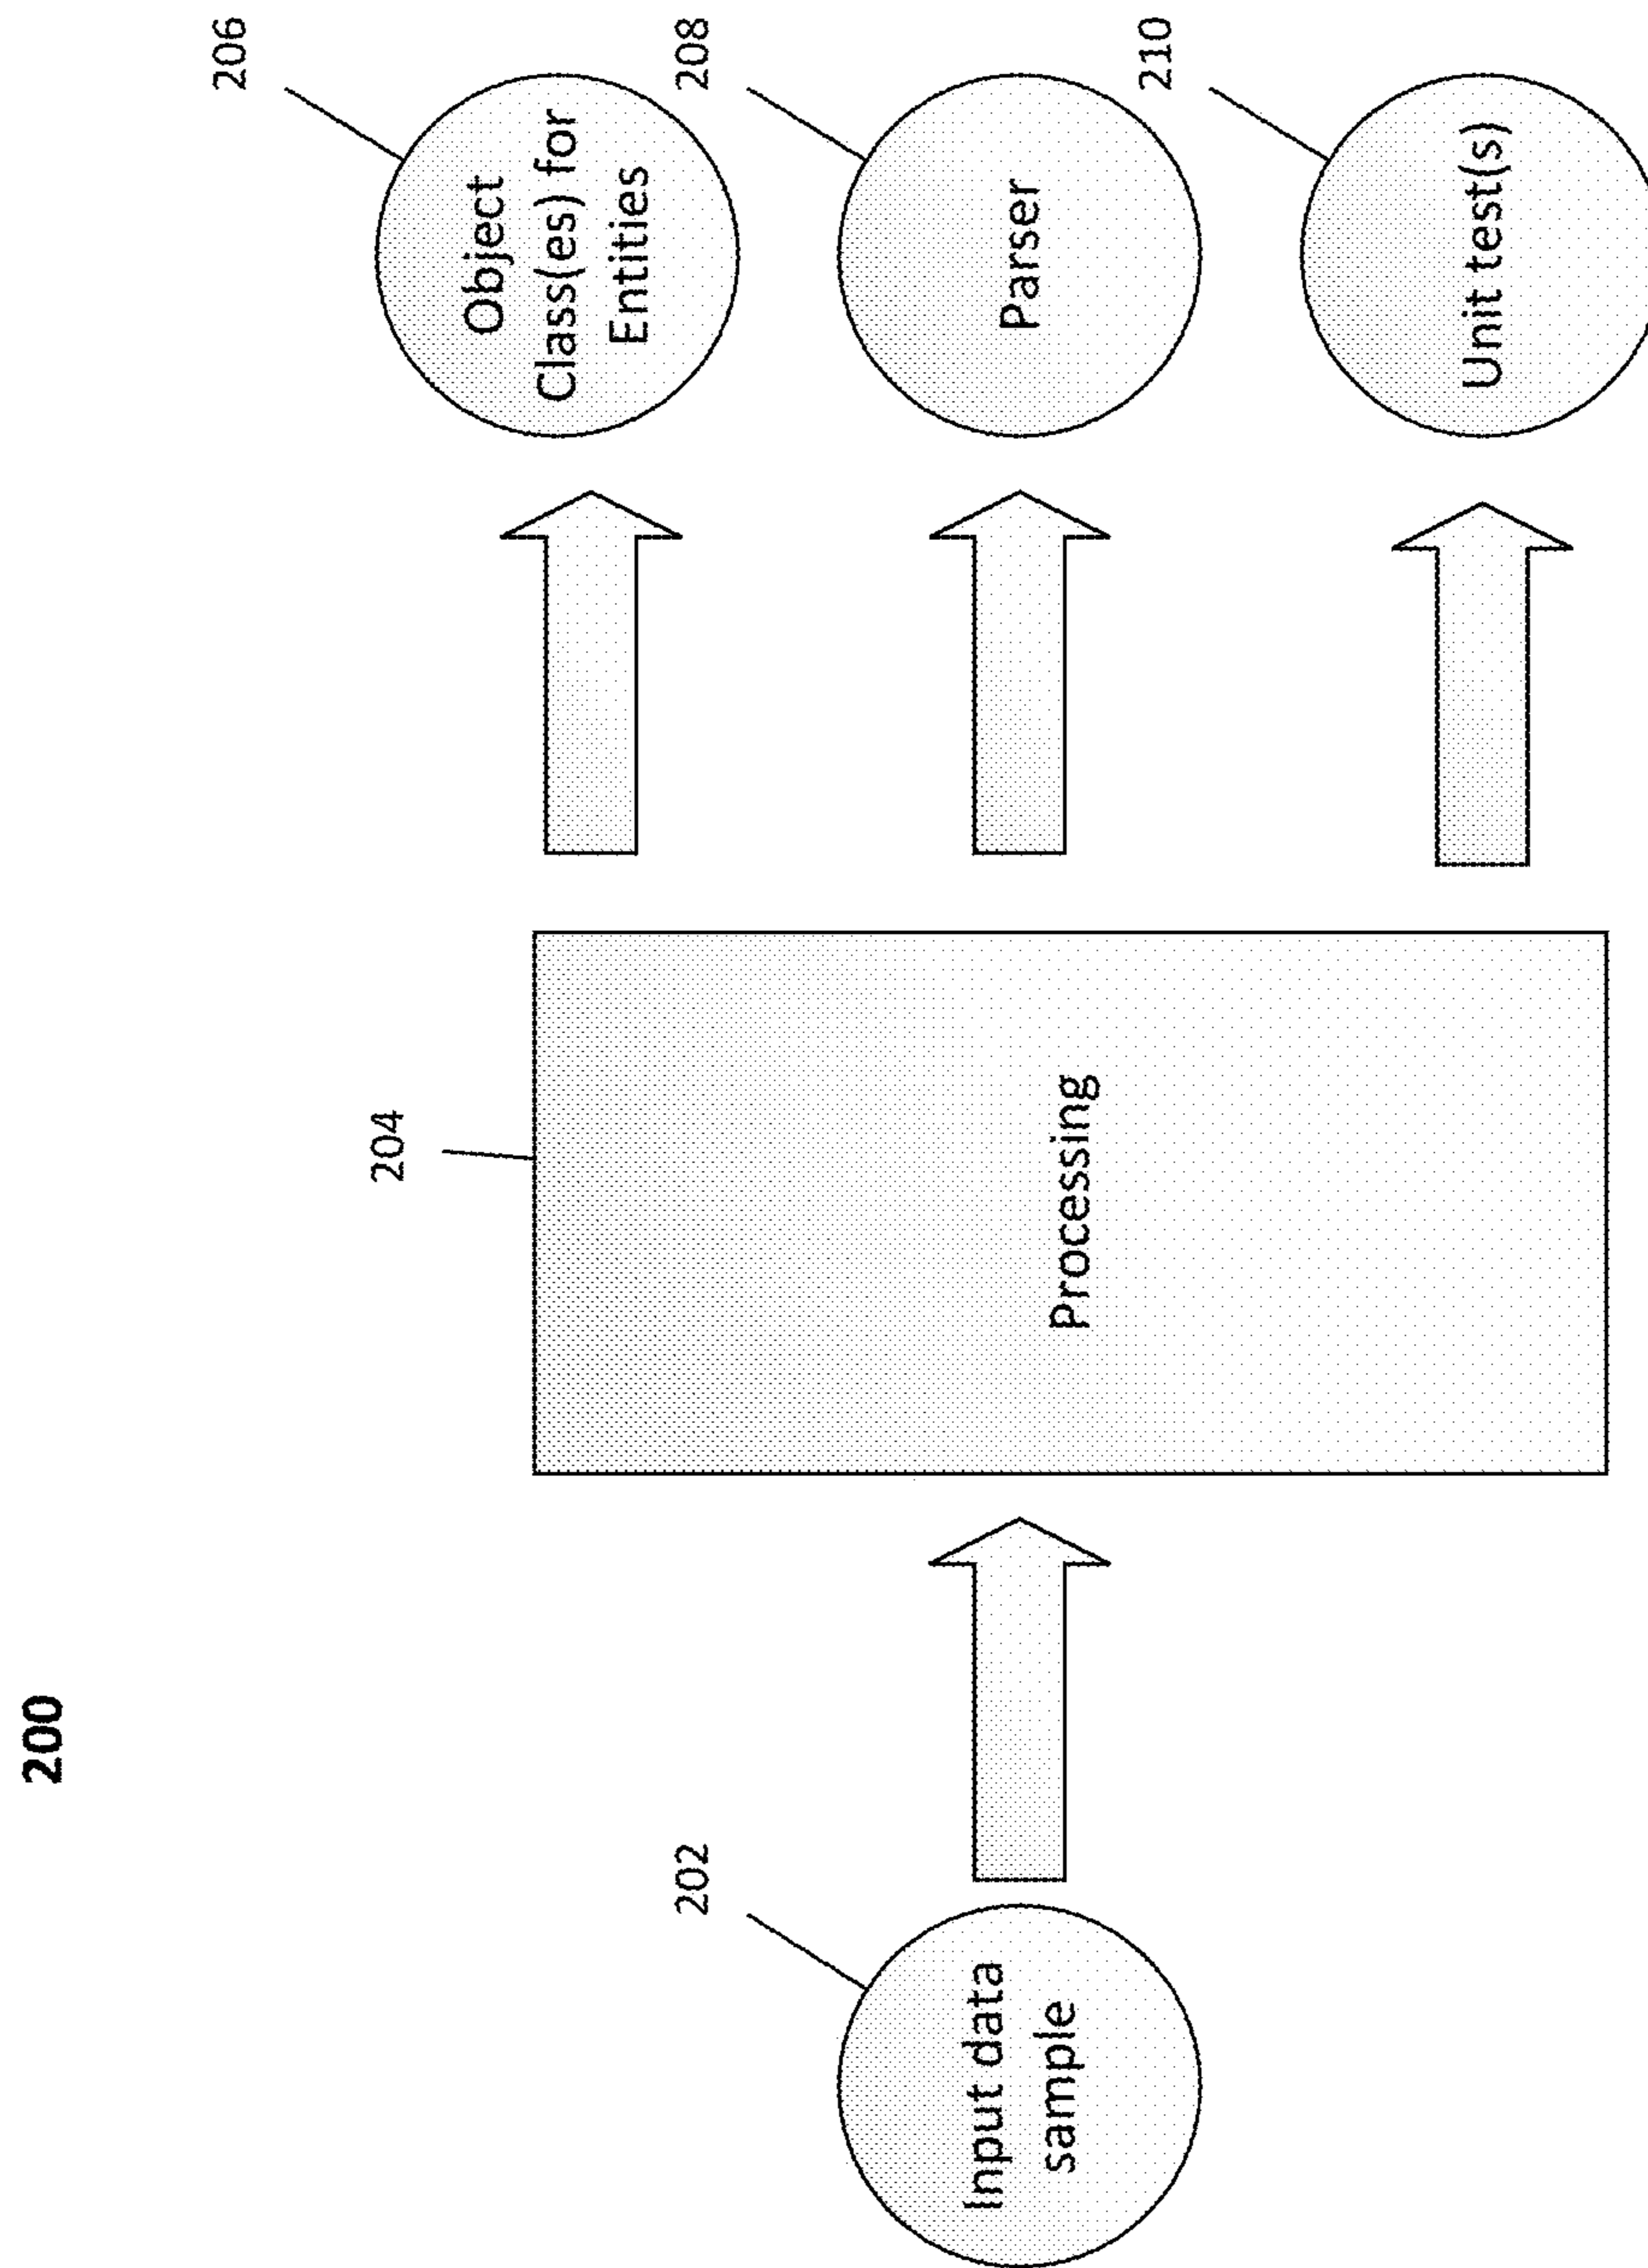 200
202
Input data
sample
204
Processing
206
Object
Class(es) for
Entities
208
Parser
210
Unit test(s)